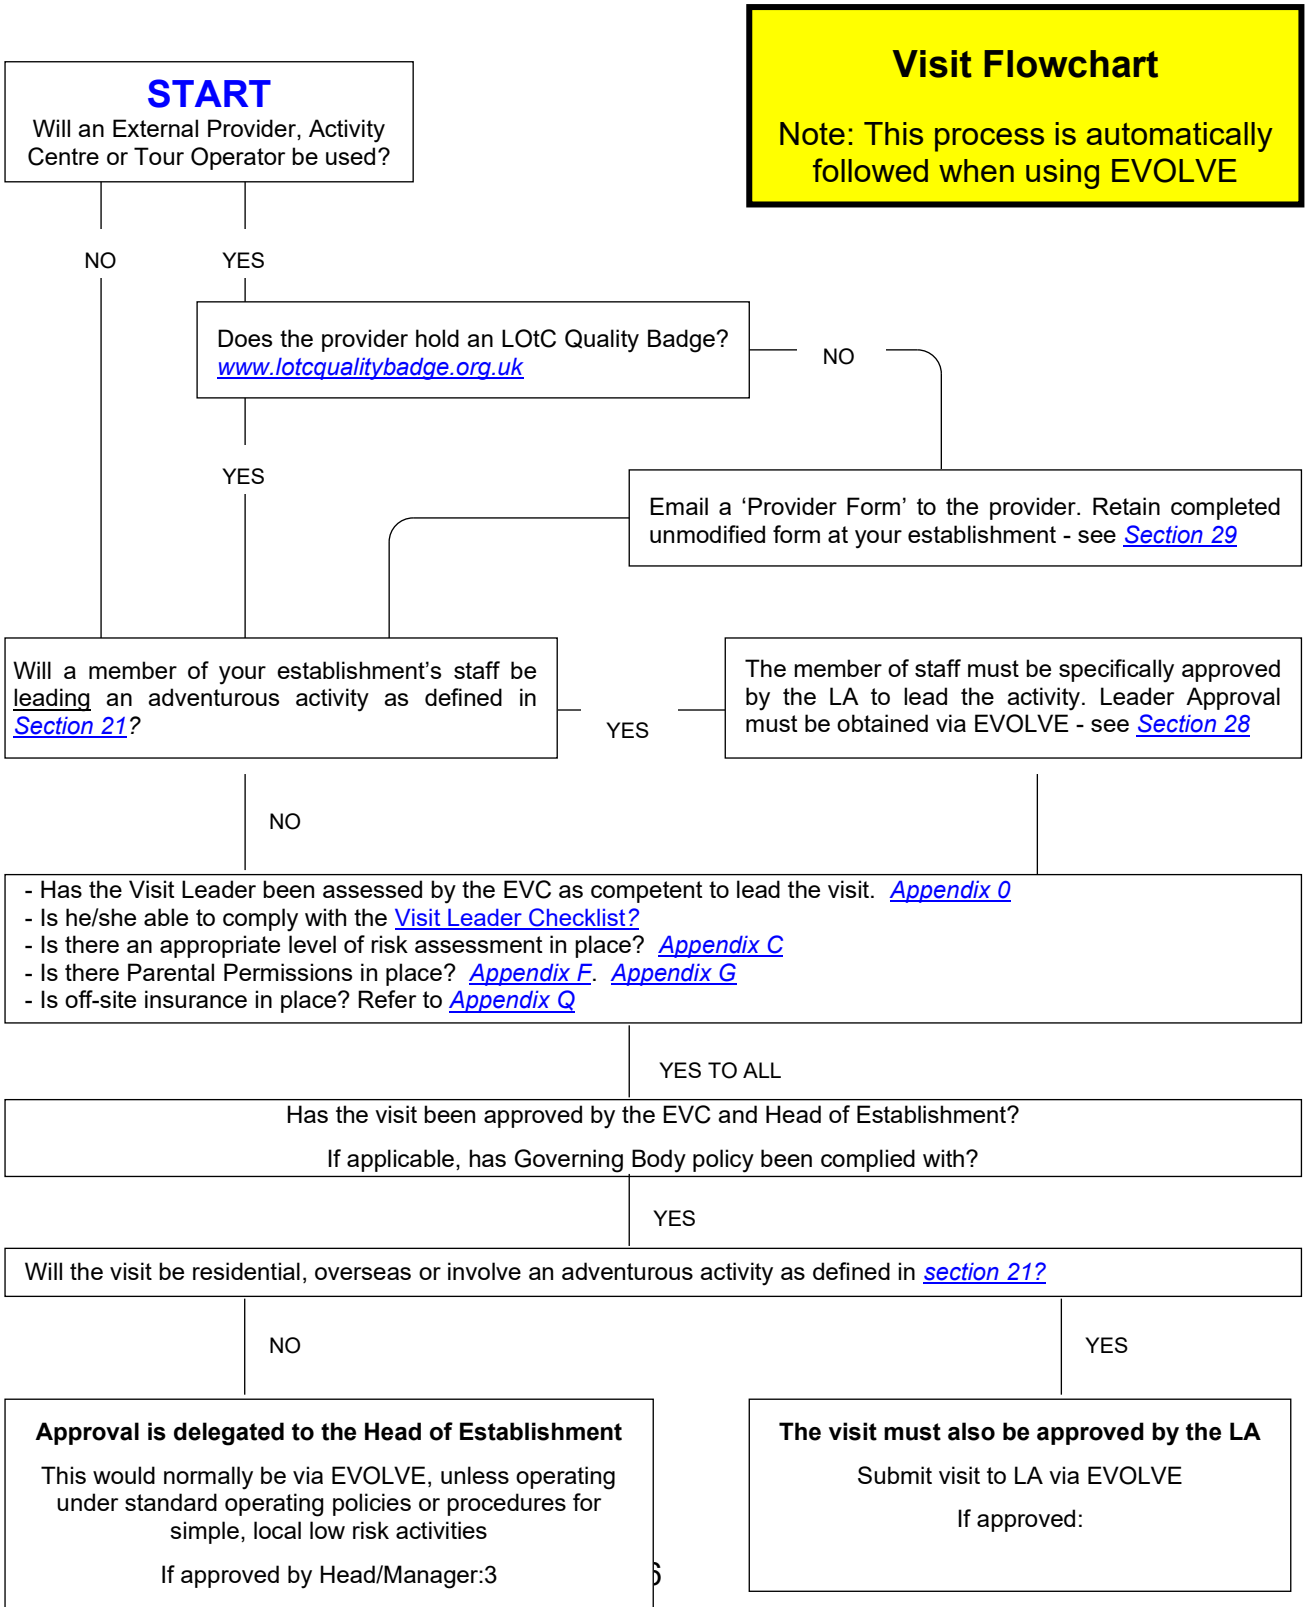 Visit Flowchart
Note: This process is automatically
followed when using EVOLVE
START
Will an External Provider, Activity
Centre or Tour Operator be used?
NO
YES
Does the provider hold an LOtC Quality Badge?
www.lotcqualitybadge.org.uk
NO
YES
Email a ‘Provider Form’ to the provider. Retain completed
unmodified form at your establishment - see Section 29
Will a member of your establishment’s staff be
leading an adventurous activity as defined in
Section 21?
YES
The member of staff must be specifically approved
by the LA to lead the activity. Leader Approval
must be obtained via EVOLVE - see Section 28
NO
- Has the Visit Leader been assessed by the EVC as competent to lead the visit. Appendix 0
- Is he/she able to comply with the Visit Leader Checklist?
- Is there an appropriate level of risk assessment in place? Appendix C
- Is there Parental Permissions in place? Appendix F. Appendix G
- Is off-site insurance in place? Refer to Appendix Q
YES TO ALL
Has the visit been approved by the EVC and Head of Establishment?
If applicable, has Governing Body policy been complied with?
YES
Will the visit be residential, overseas or involve an adventurous activity as defined in section 21?
NO
YES
Approval is delegated to the Head of Establishment
This would normally be via EVOLVE, unless operating
under standard operating policies or procedures for
simple, local low risk activities
If approved by Head/Manager:3
The visit must also be approved by the LA
Submit visit to LA via EVOLVE
If approved: